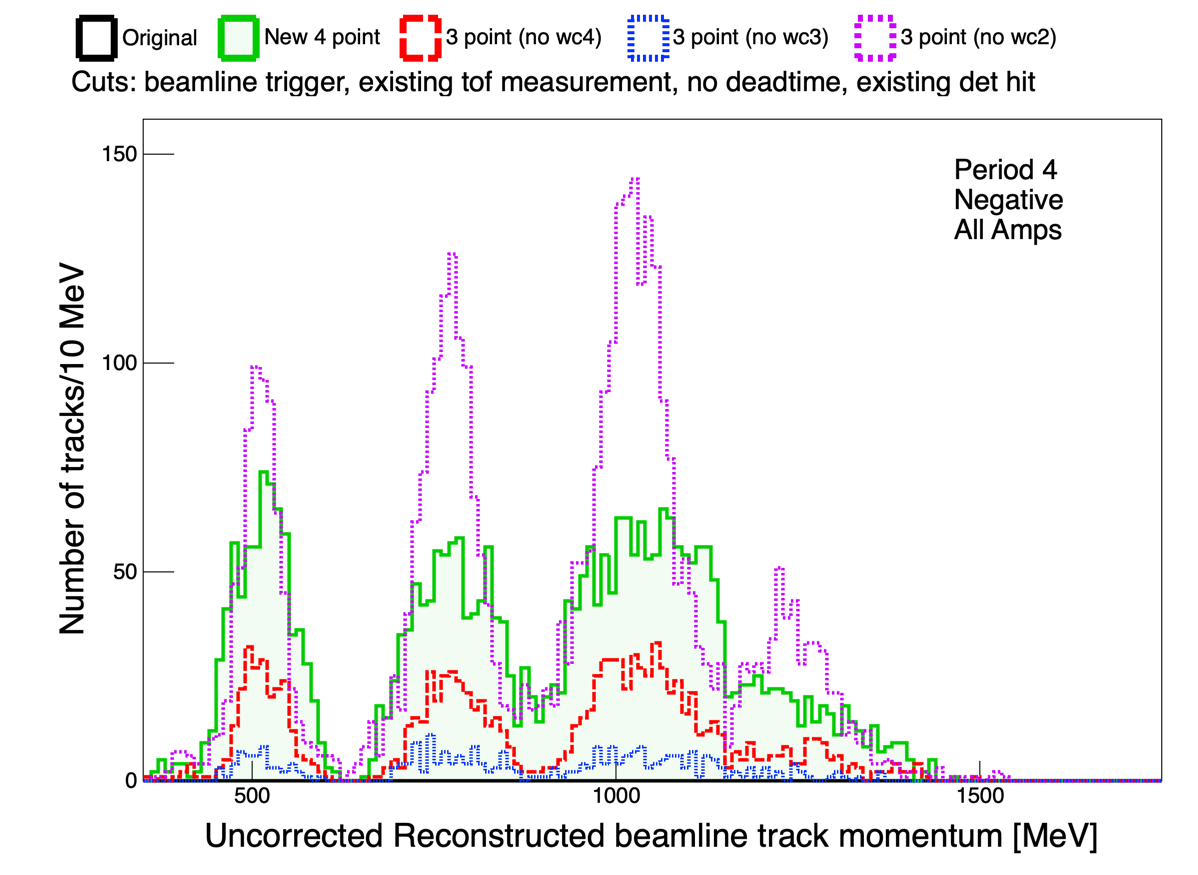 Original New 4 point 3 point (no wc4) 3 point (no wc3) 3 point (no wc2)
Cuts: beamline trigger, existing tof measurement, no deadtime, existing det hit
150
Period 4
Negative
All Amps
100
50
0
500 1000 1500
Number of tracks/10 MeV
Uncorrected Reconstructed beamline track momentum [MeV]